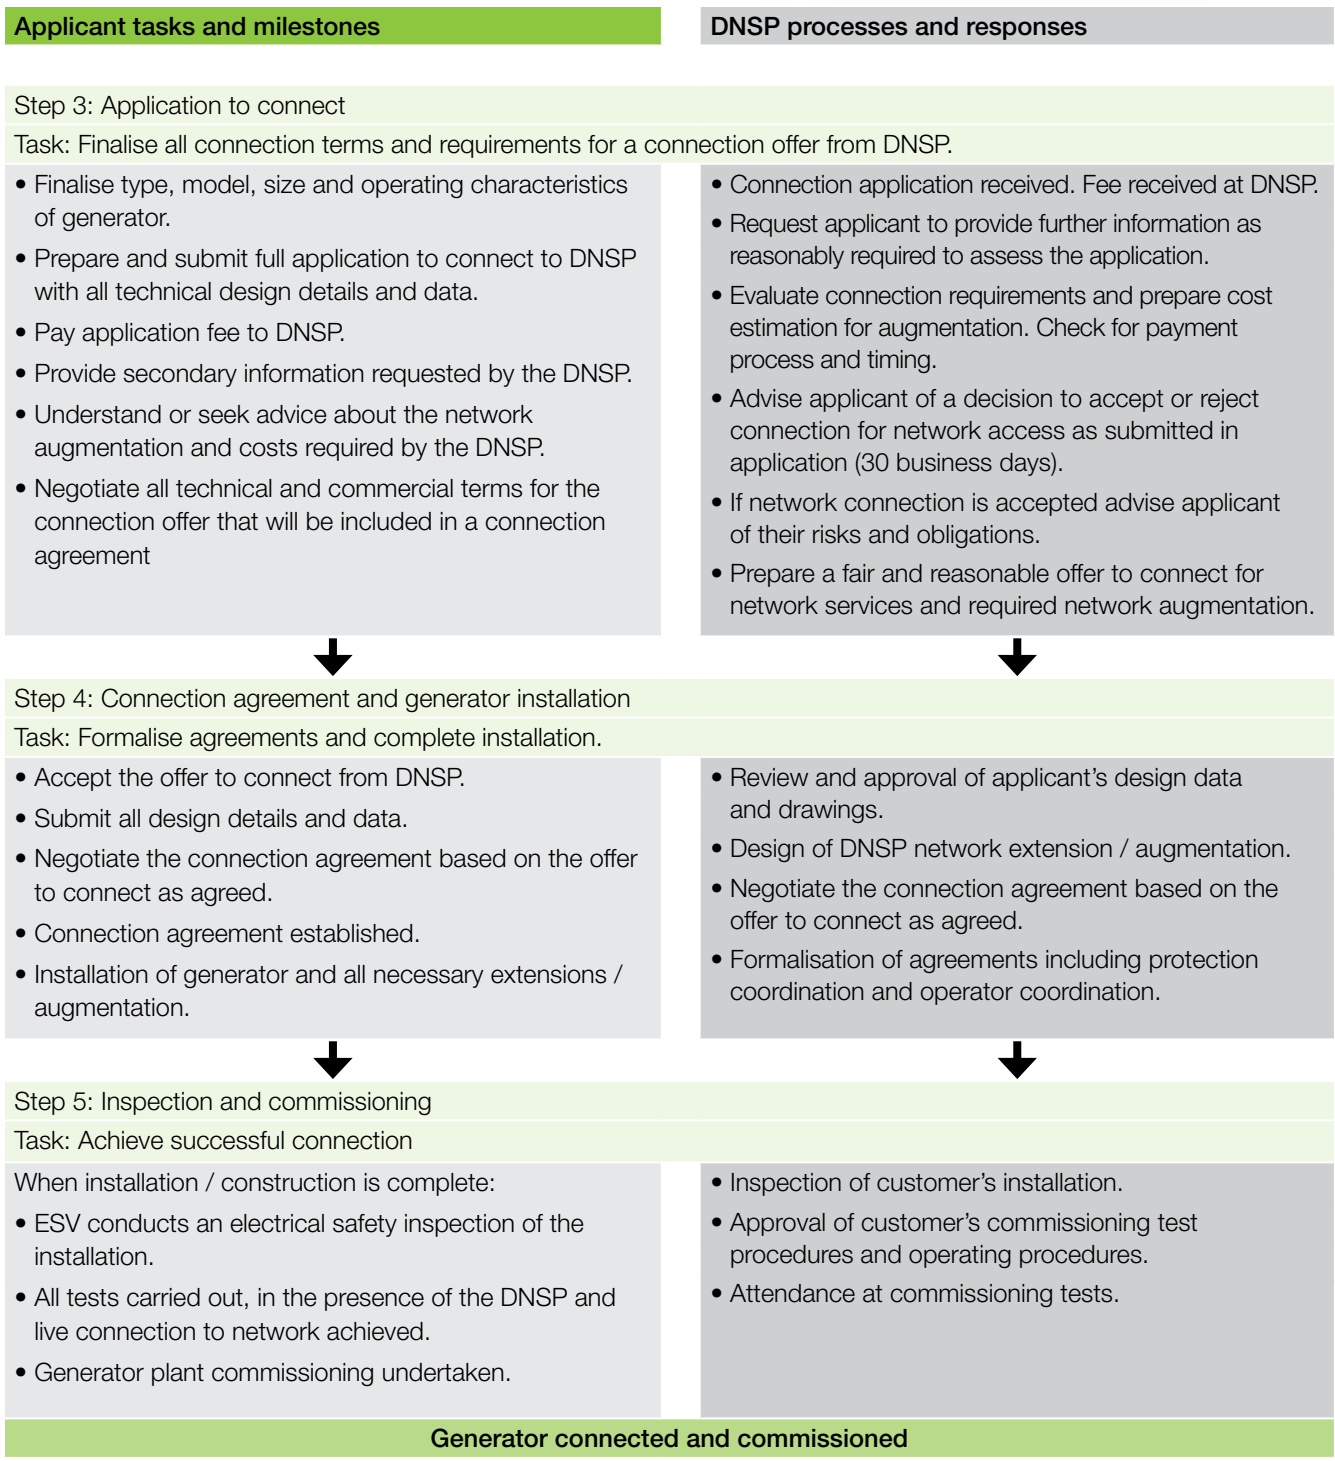 Applicant tasks and milestones
DNSP processes and responses
Step 3: Application to connect
Task: Finalise all connection terms and requirements for a connection offer from DNSP.
• Finalise type, model, size and operating characteristics
of generator.
• Prepare and submit full application to connect to DNSP
with all technical design details and data.
• Pay application fee to DNSP.
• Provide secondary information requested by the DNSP.
• Understand or seek advice about the network
augmentation and costs required by the DNSP.
• Negotiate all technical and commercial terms for the
connection offer that will be included in a connection
agreement
• Connection application received. Fee received at DNSP.
• Request applicant to provide further information as
reasonably required to assess the application.
• Evaluate connection requirements and prepare cost
estimation for augmentation. Check for payment
process and timing.
• Advise applicant of a decision to accept or reject
connection for network access as submitted in
application (30 business days).
• If network connection is accepted advise applicant
of their risks and obligations.
• Prepare a fair and reasonable offer to connect for
network services and required network augmentation.
Step 4: Connection agreement and generator installation
Task: Formalise agreements and complete installation.
• Accept the offer to connect from DNSP.
• Submit all design details and data.
• Negotiate the connection agreement based on the offer
to connect as agreed.
• Connection agreement established.
• Installation of generator and all necessary extensions /
augmentation.
• Review and approval of applicant’s design data
and drawings.
• Design of DNSP network extension / augmentation.
• Negotiate the connection agreement based on the
offer to connect as agreed.
• Formalisation of agreements including protection
coordination and operator coordination.
Step 5: Inspection and commissioning
Task: Achieve successful connection
When installation / construction is complete:
• ESV conducts an electrical safety inspection of the
installation.
• All tests carried out, in the presence of the DNSP and
live connection to network achieved.
• Generator plant commissioning undertaken.
• Inspection of customer’s installation.
• Approval of customer’s commissioning test
procedures and operating procedures.
• Attendance at commissioning tests.
Generator connected and commissioned